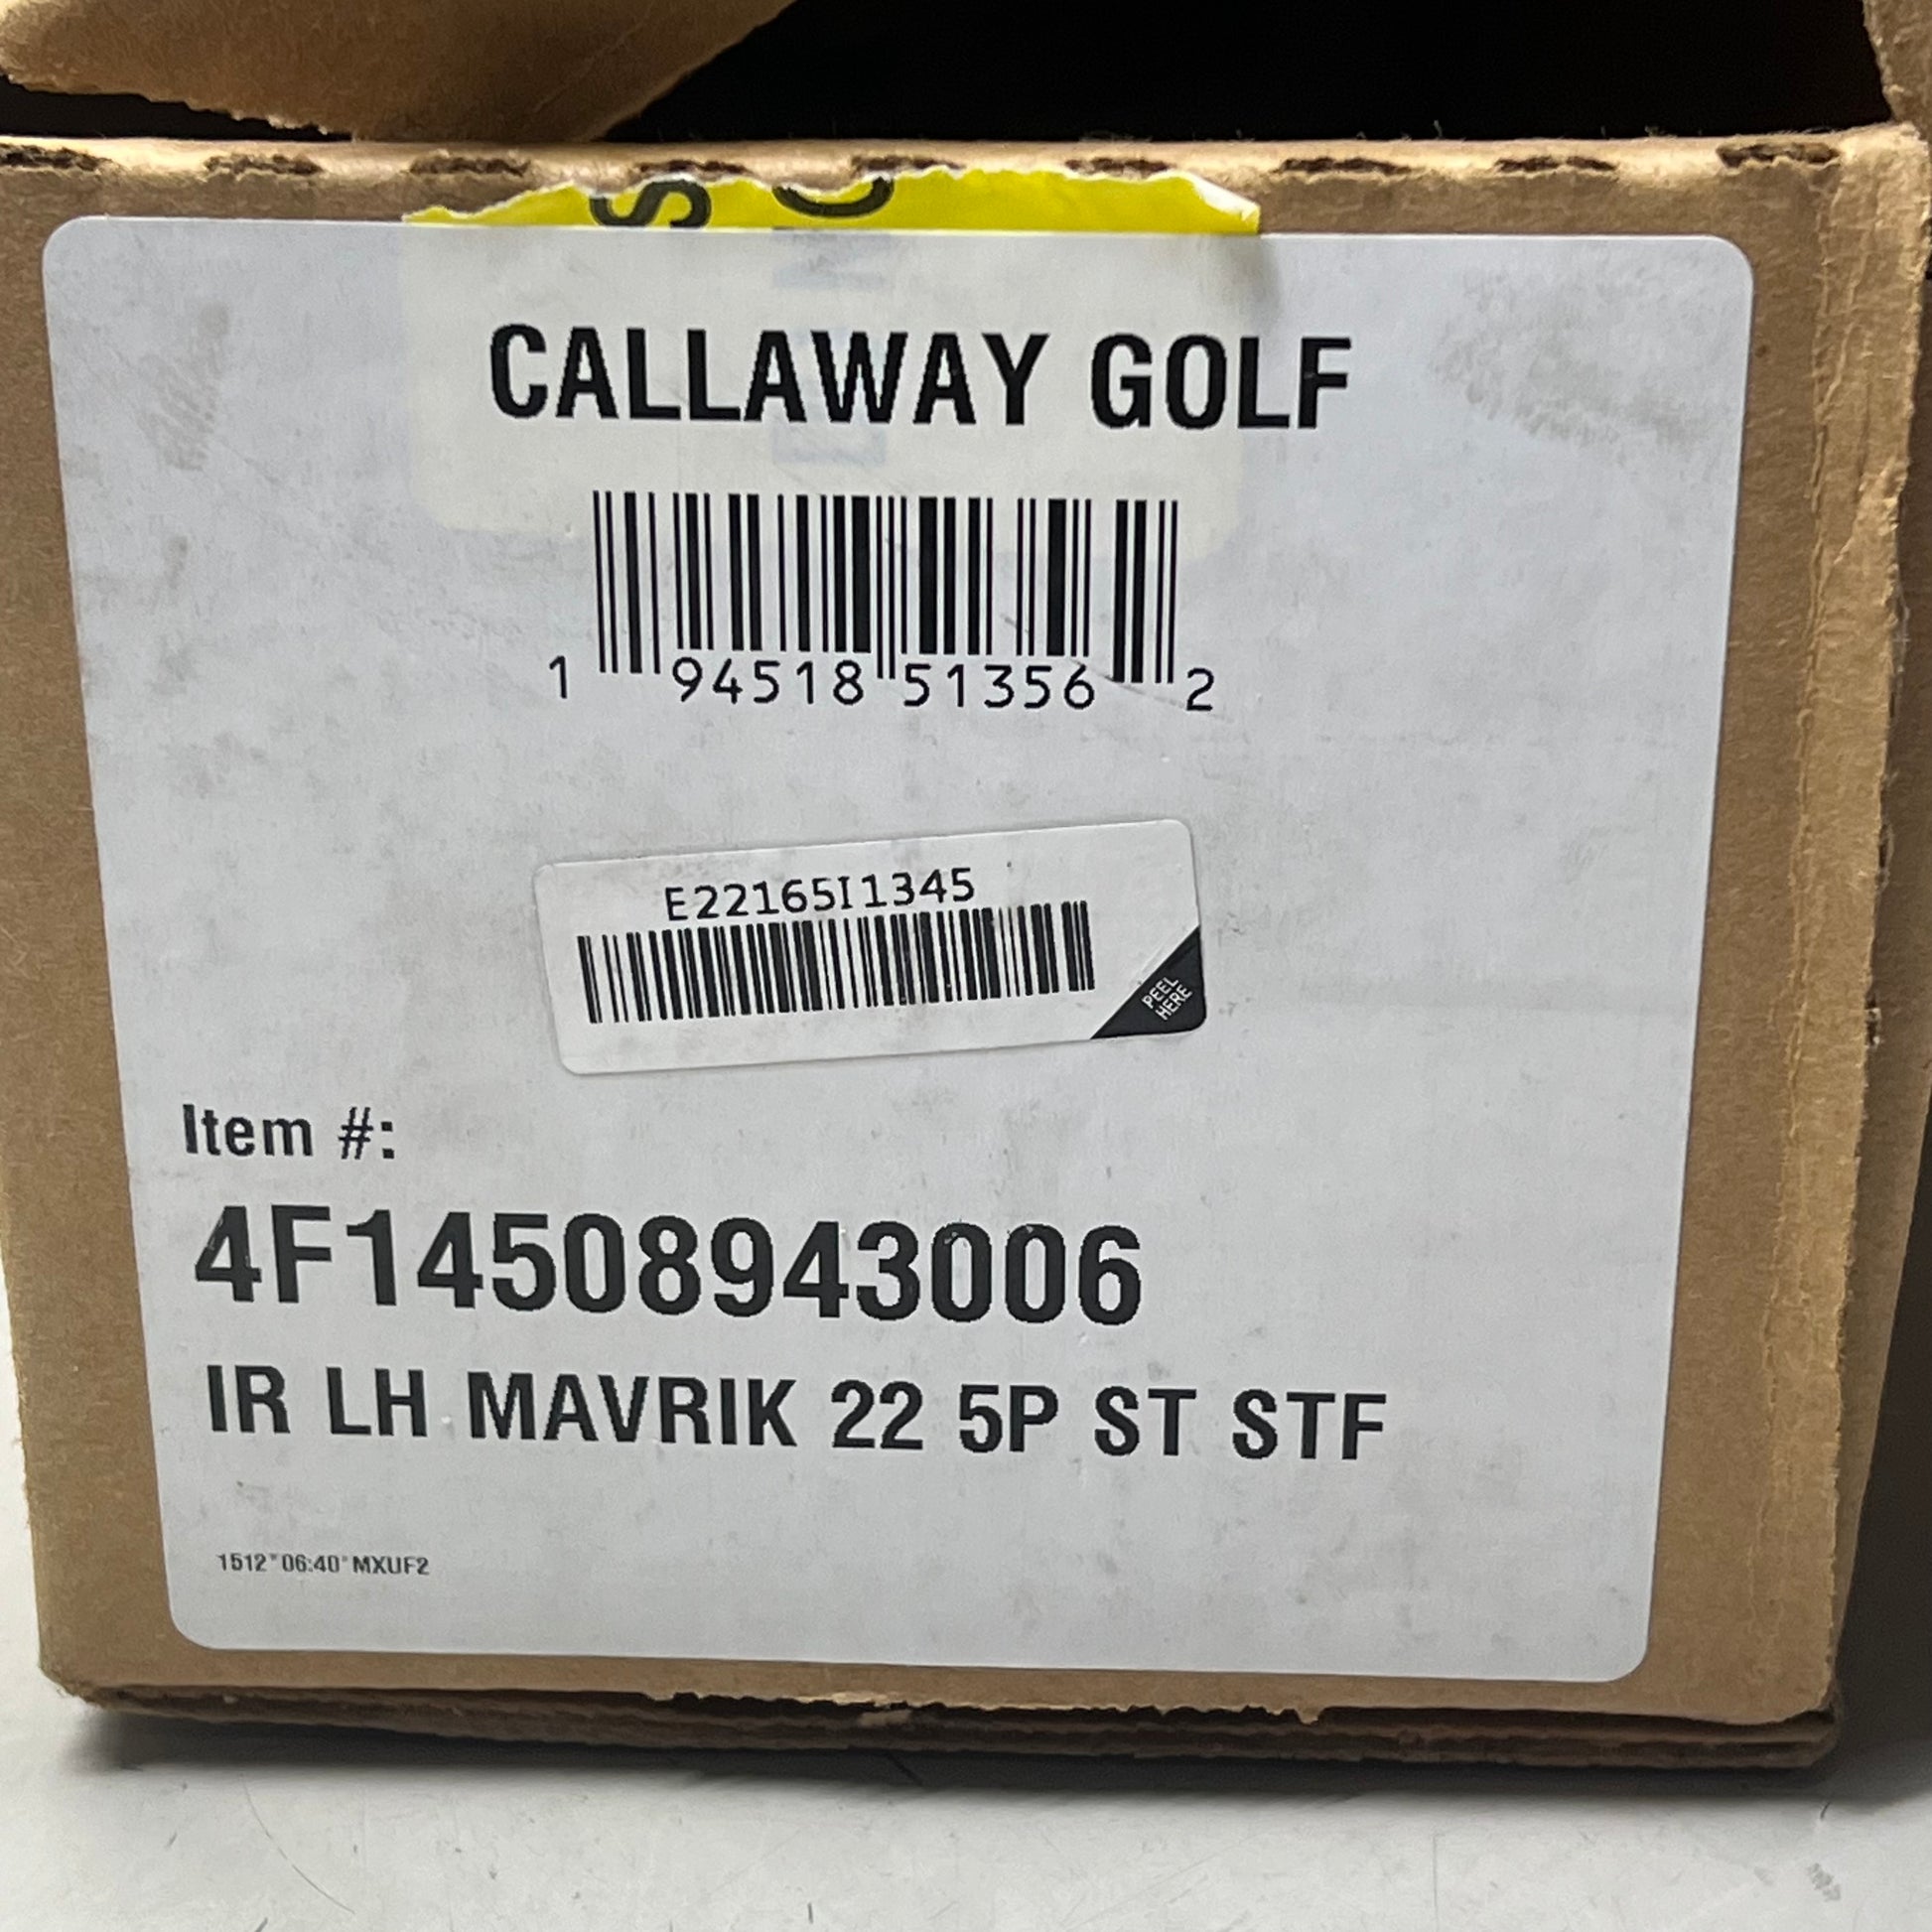 CALLAWAY GOLF
1 94518 51356 2
E22165I1345
PEEL
HERE
Item #:
4F14508943006
IR LH MAVRIK 22 5P ST STF
1512*06:40*MXUF2